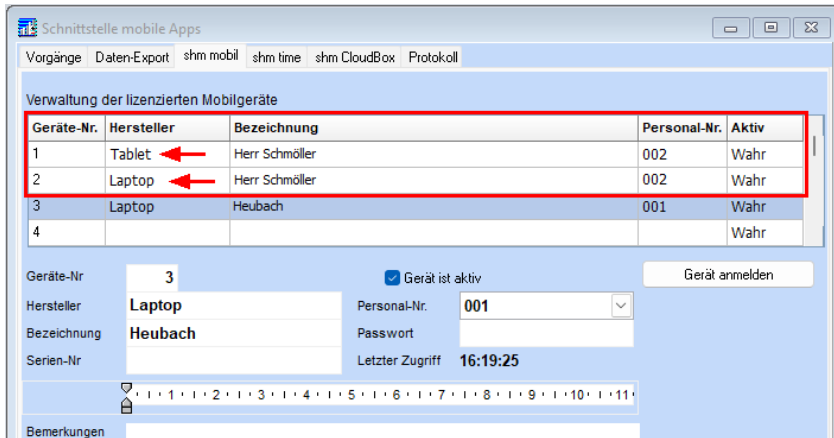 Schnittstelle mobile Apps
Vorgänge Daten-Export shm mobil shm time shm CloudBox Protokoll
Verwaltung der lizenzierten Mobilgeräte
Geräte-Nr. Hersteller Bezeichnung Personal-Nr. Aktiv
1 Tablet Herr Schmöller 002 Wahr
2 Laptop Herr Schmöller 002 Wahr
3 Laptop Heubach 001 Wahr
4 Wahr
Geräte-Nr 3 Gerät ist aktiv Gerät anmelden
Hersteller Laptop Personal-Nr. 001
Bezeichnung Heubach Passwort
Serien-Nr Letzter Zugriff 16:19:25
1 2 3 4 5 6 7 8 9 10 11
Bemerkungen